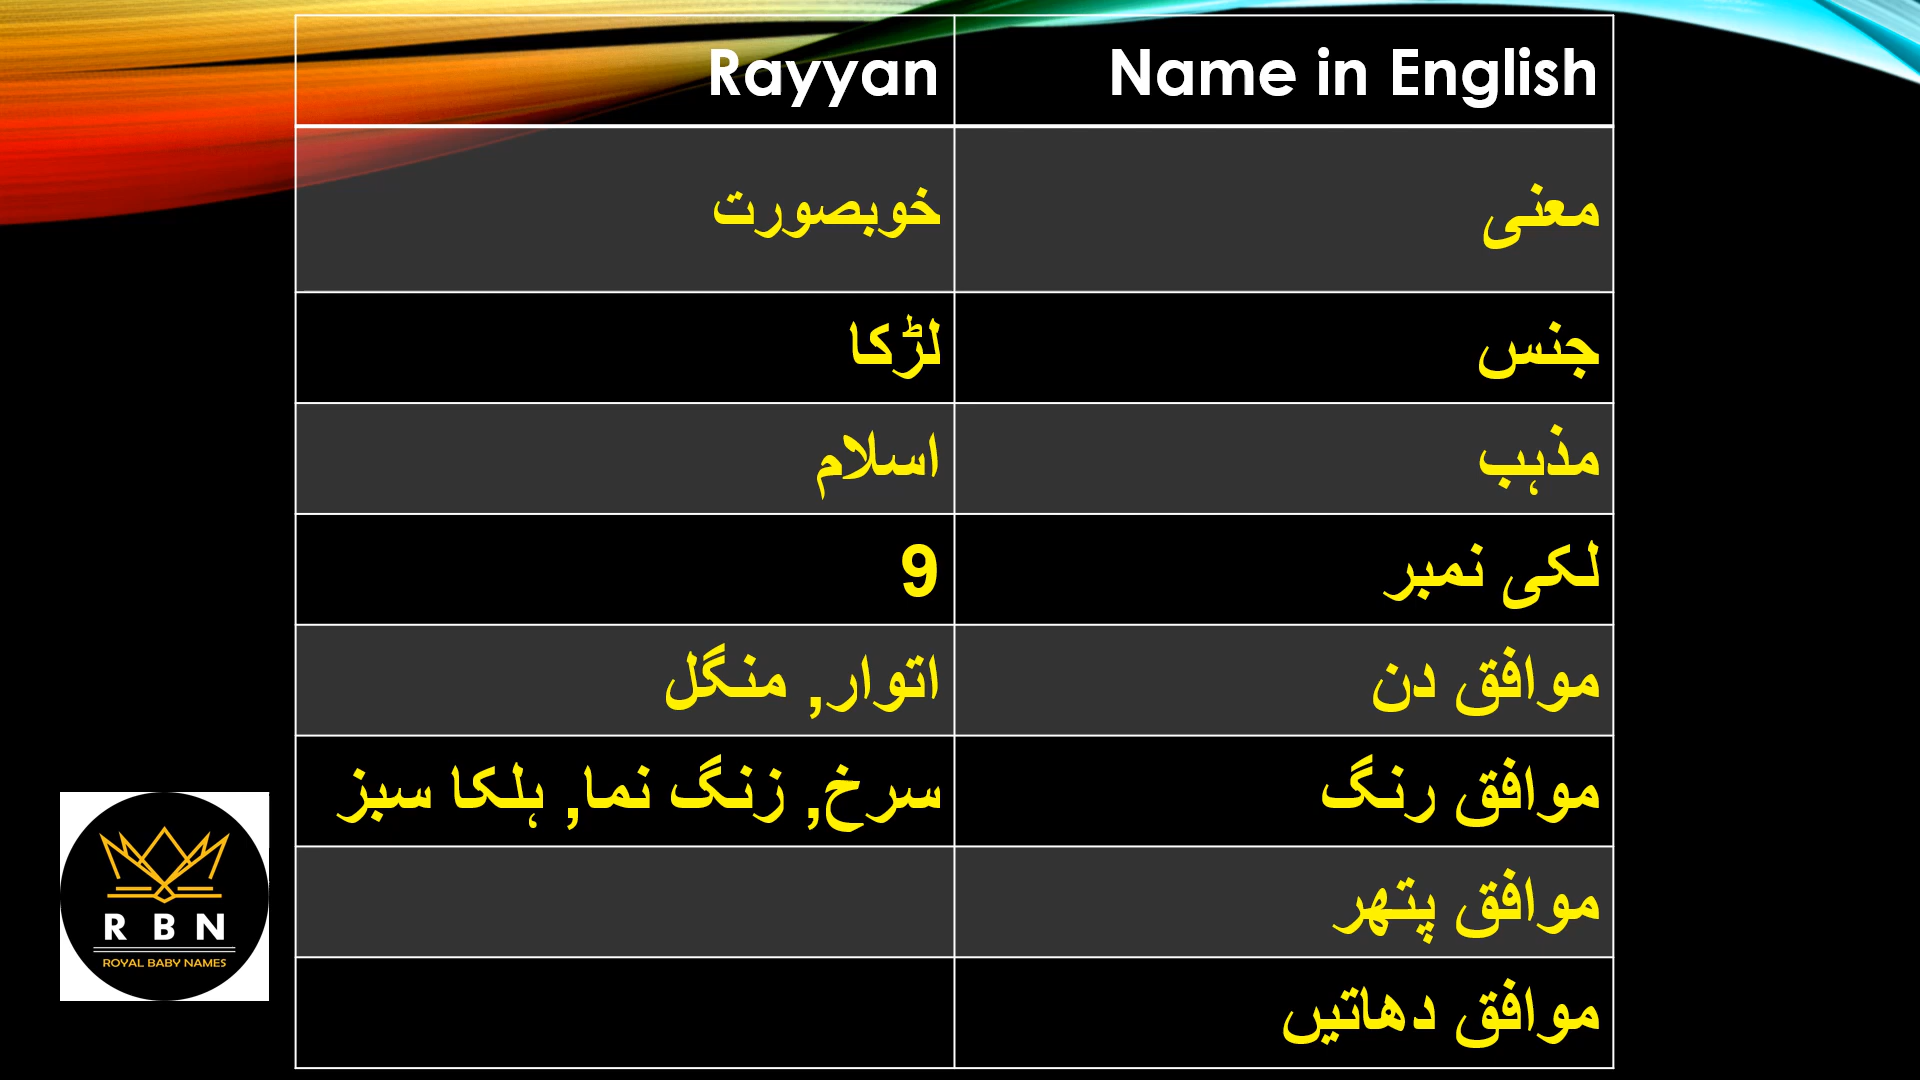 Name in English Rayyan
معنی خوبصورت
جنس لڑکا
مذہب اسلام
لکی نمبر 9
موافق دن اتوار, منگل
موافق رنگ سرخ, زنگ نما, ہلکا سبز
موافق پتھر
موافق دھاتیں
R B N
ROYAL BABY NAMES